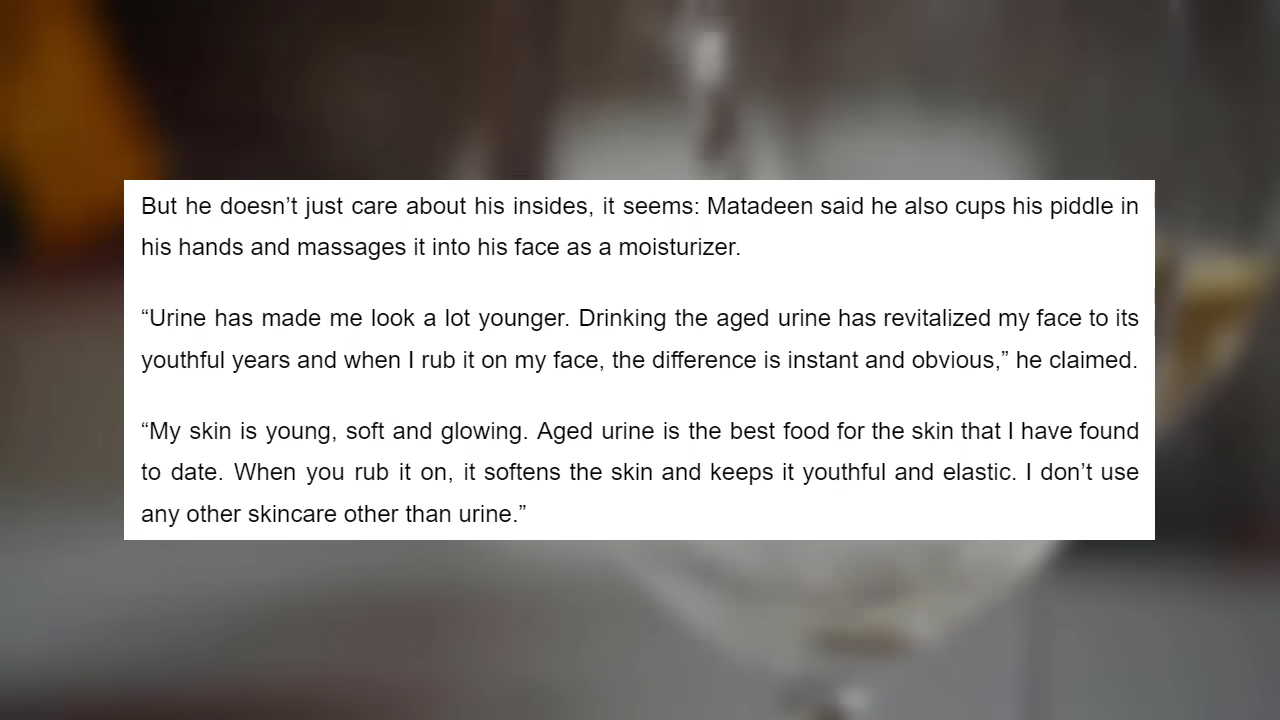 But he doesn’t just care about his insides, it seems: Matadeen said he also cups his piddle in
his hands and massages it into his face as a moisturizer.
“Urine has made me look a lot younger. Drinking the aged urine has revitalized my face to its
youthful years and when I rub it on my face, the difference is instant and obvious,” he claimed.
“My skin is young, soft and glowing. Aged urine is the best food for the skin that I have found
to date. When you rub it on, it softens the skin and keeps it youthful and elastic. I don’t use
any other skincare other than urine.”